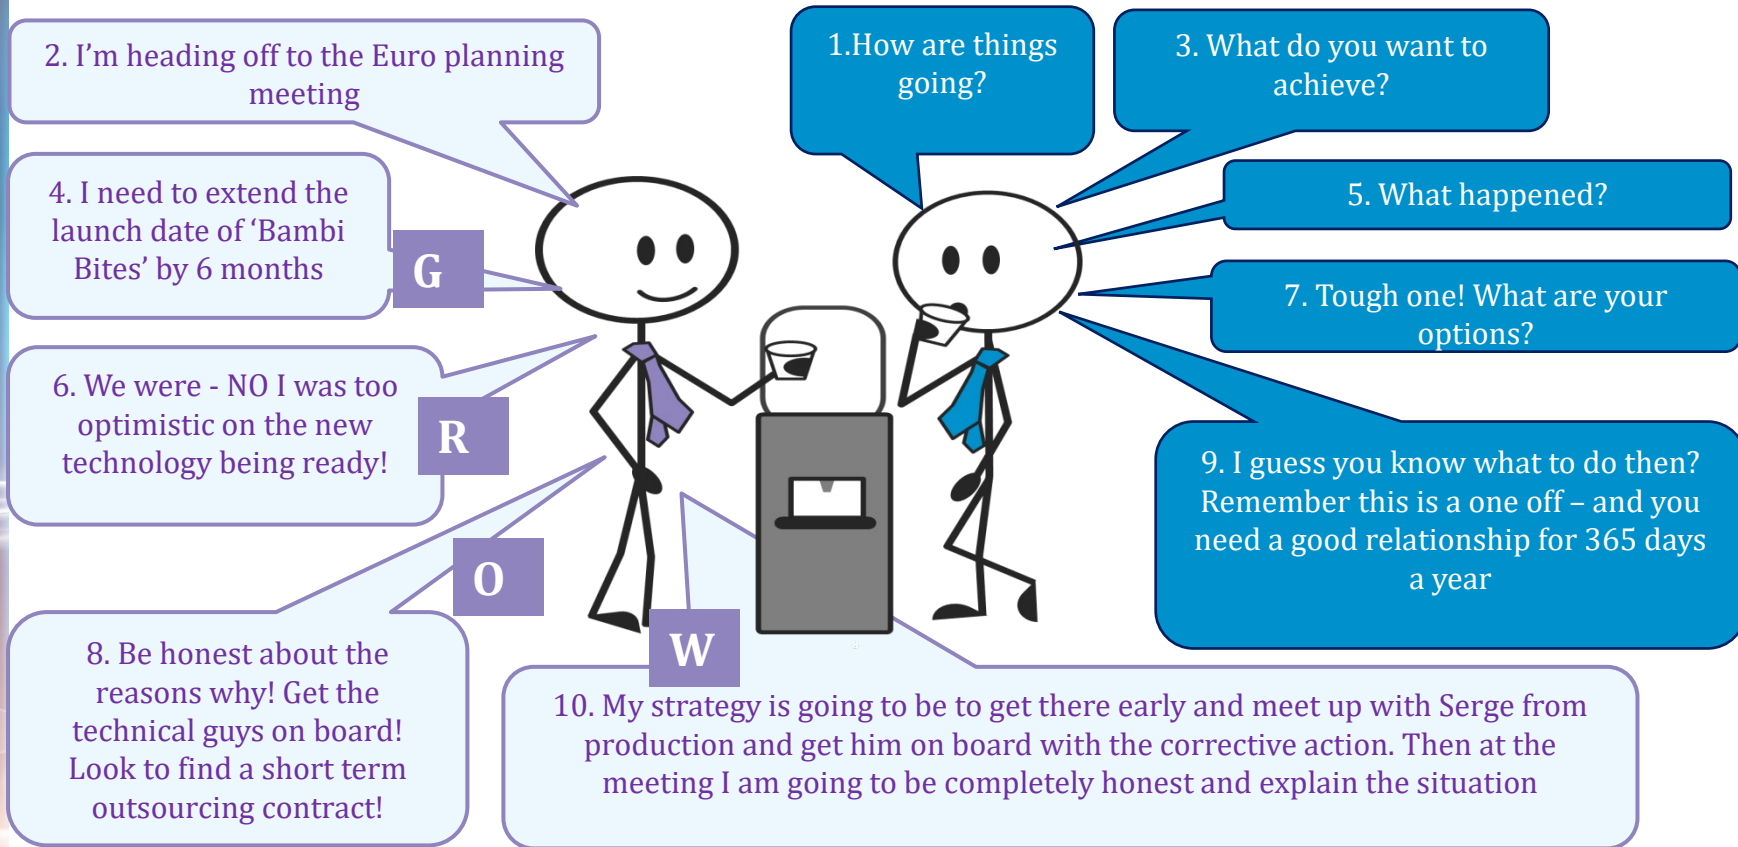 1.How are things
going?
2. I’m heading off to the Euro planning
meeting
3. What do you want to
achieve?
4. I need to extend the
launch date of ‘Bambi
Bites’ by 6 months
G
5. What happened?
6. We were - NO I was too
optimistic on the new
technology being ready!
R
7. Tough one! What are your
options?
8. Be honest about the
reasons why! Get the
technical guys on board!
Look to find a short term
outsourcing contract!
O
9. I guess you know what to do then?
Remember this is a one off – and you
need a good relationship for 365 days
a year
W
10. My strategy is going to be to get there early and meet up with Serge from
production and get him on board with the corrective action. Then at the
meeting I am going to be completely honest and explain the situation